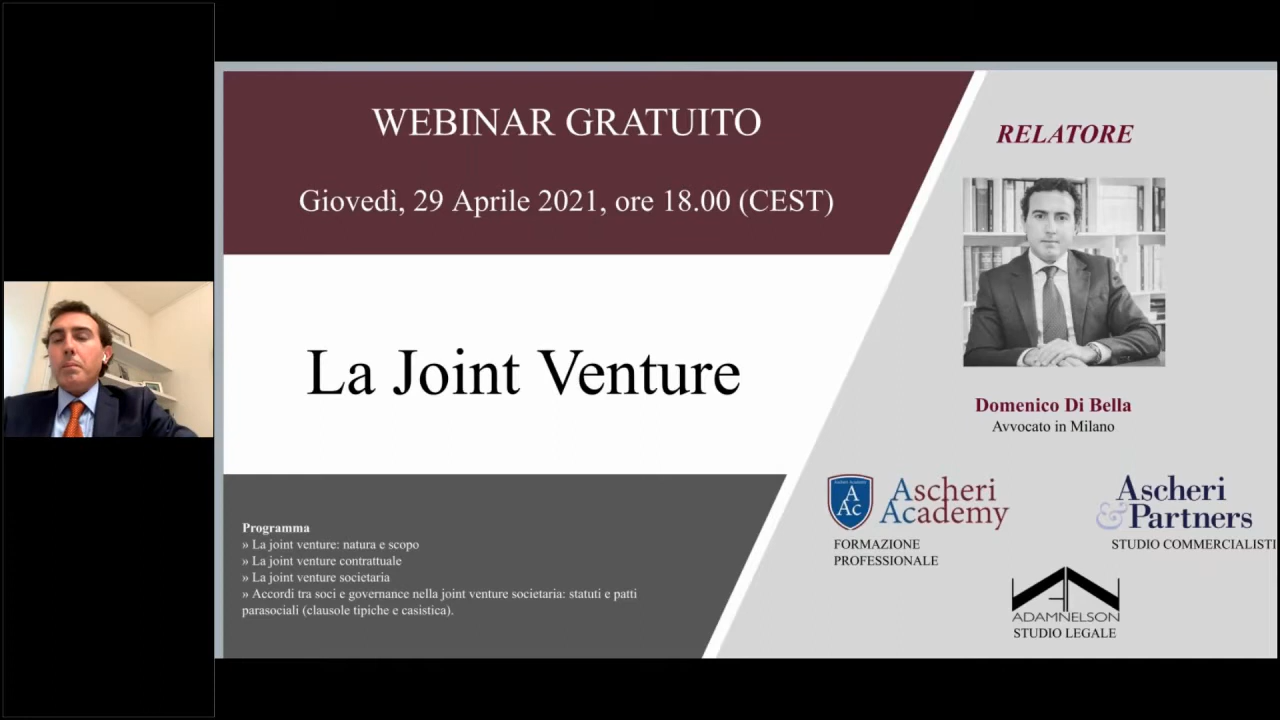 WEBINAR GRATUITO
Giovedì, 29 Aprile 2021, ore 18.00 (CEST)
La Joint Venture
Programma
» La joint venture: natura e scopo
» La joint venture contrattuale
» La joint venture societaria
» Accordi tra soci e governance nella joint venture societaria: statuti e patti
parasociali (clausole tipiche e casistica).
RELATORE
Domenico Di Bella
Avvocato in Milano
A
Ac
Ascheri
Academy
FORMAZIONE
PROFESSIONALE
Ascheri
& Partners
STUDIO COMMERCIALISTI
ADAMNELSON
STUDIO LEGALE